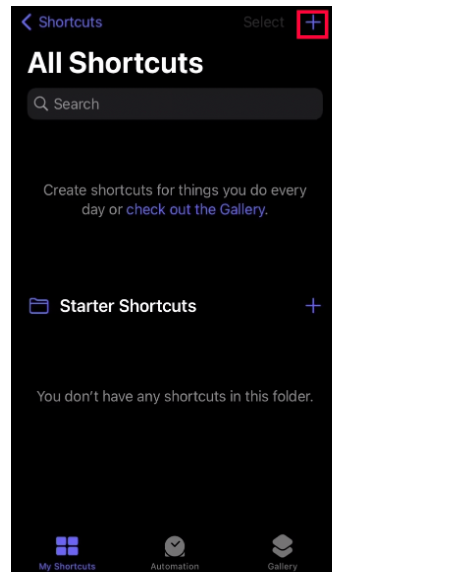 Shortcuts
Select
All Shortcuts
Search
Create shortcuts for things you do every
day or check out the Gallery.
Starter Shortcuts
You don't have any shortcuts in this folder.
My Shortcuts
Automation
Gallery